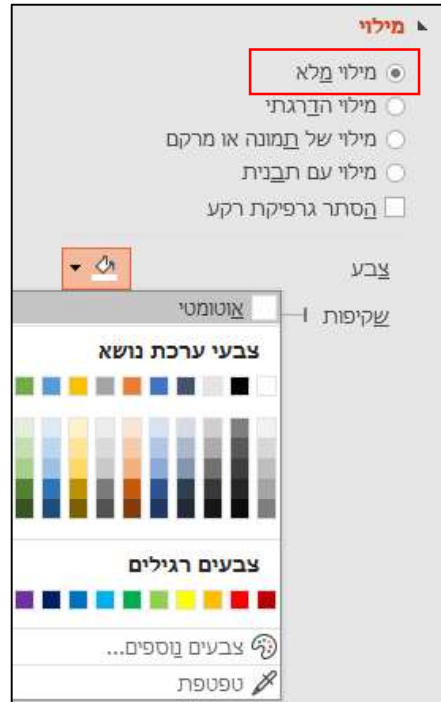 מילוי
מילוי מלא
מילוי הדרגתי
מילוי של תמונה או מרקם
מילוי עם תבנית
הסתר גרפיקת רקע
צבע
שקיפות
אוטומטי
צבעי ערכת נושא
צבעים רגילים
צבעים נוספים...
טפטפת